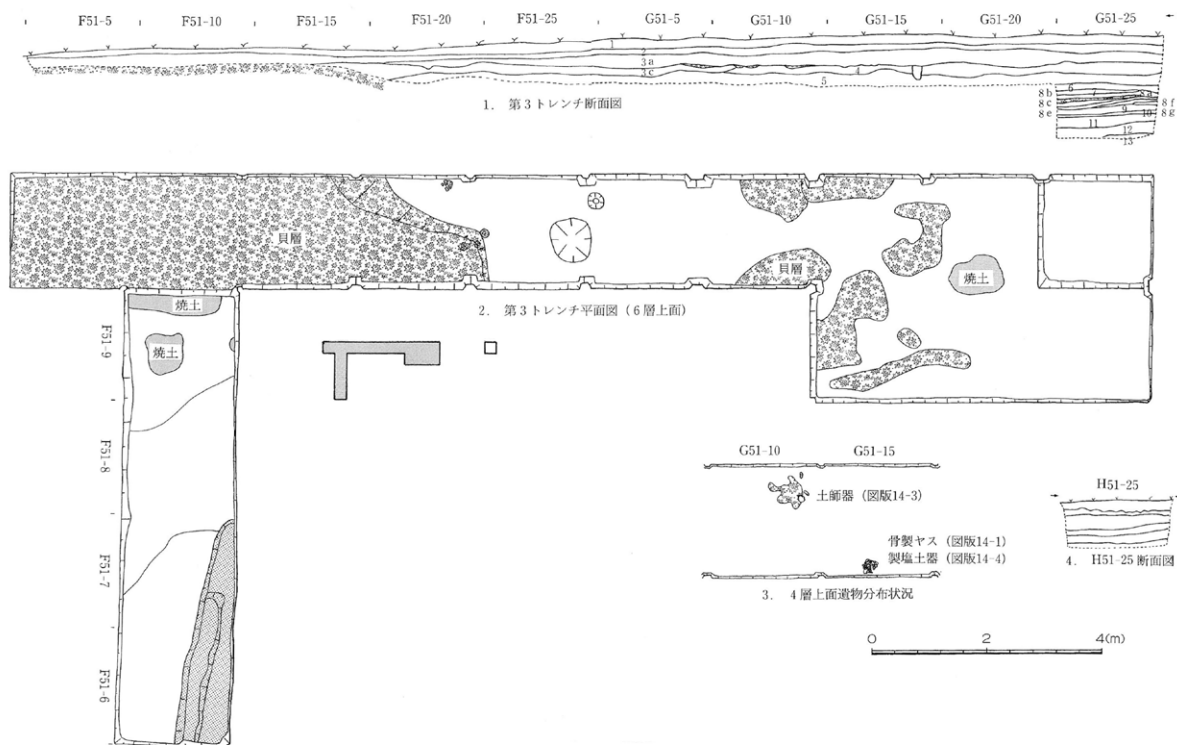 F51-5 F51-10 F51-15 F51-20 F51-25 G51-5 G51-10 G51-15 G51-20 G51-25
1
2
3a
3c
4
5
1. 第3トレンチ断面図
6
8b 7 8a
8c 8f
9
8e 10 8g
11
12
13
貝層
貝層
焼土
焼土
2. 第3トレンチ平面図（6層上面）
F51-9
焼土
F51-8
F51-7
F51-6
G51-10 G51-15
土師器（図版14-3）
骨製ヤス（図版14-1）
製塩土器（図版14-4）
3. 4層上面遺物分布状況
H51-25
4. H51-25断面図
0 2 4(m)